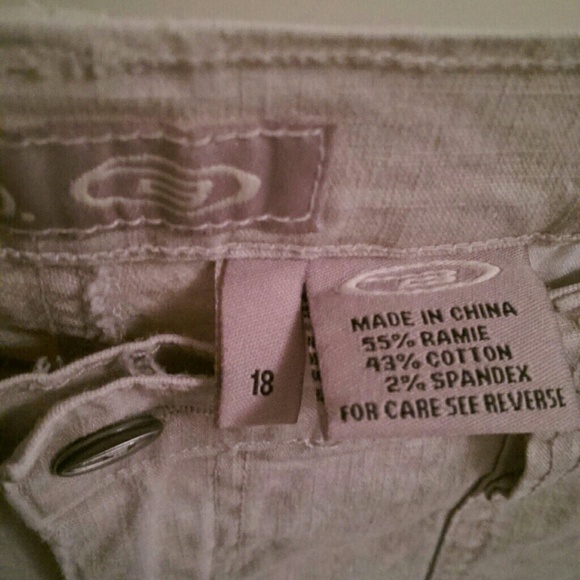 18
MADE IN CHINA
55% RAMIE
43% COTTON
2% SPANDEX
FOR CARE SEE REVERSE